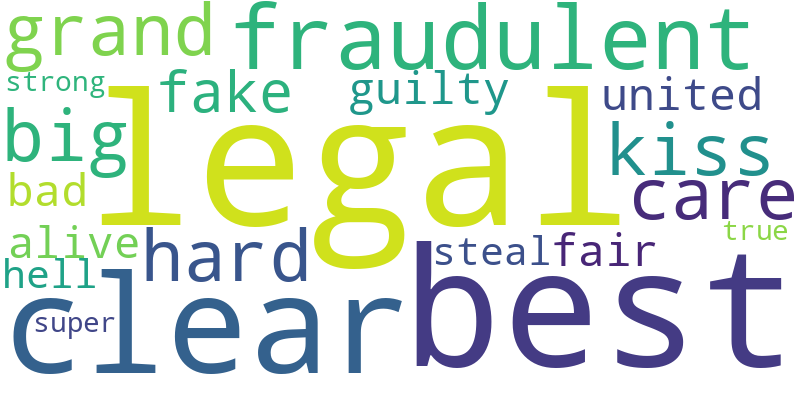 grand fraudulent
strong fake guilty united
legal
big kiss
bad care
alive hard steal fair true
hell
clear best
super